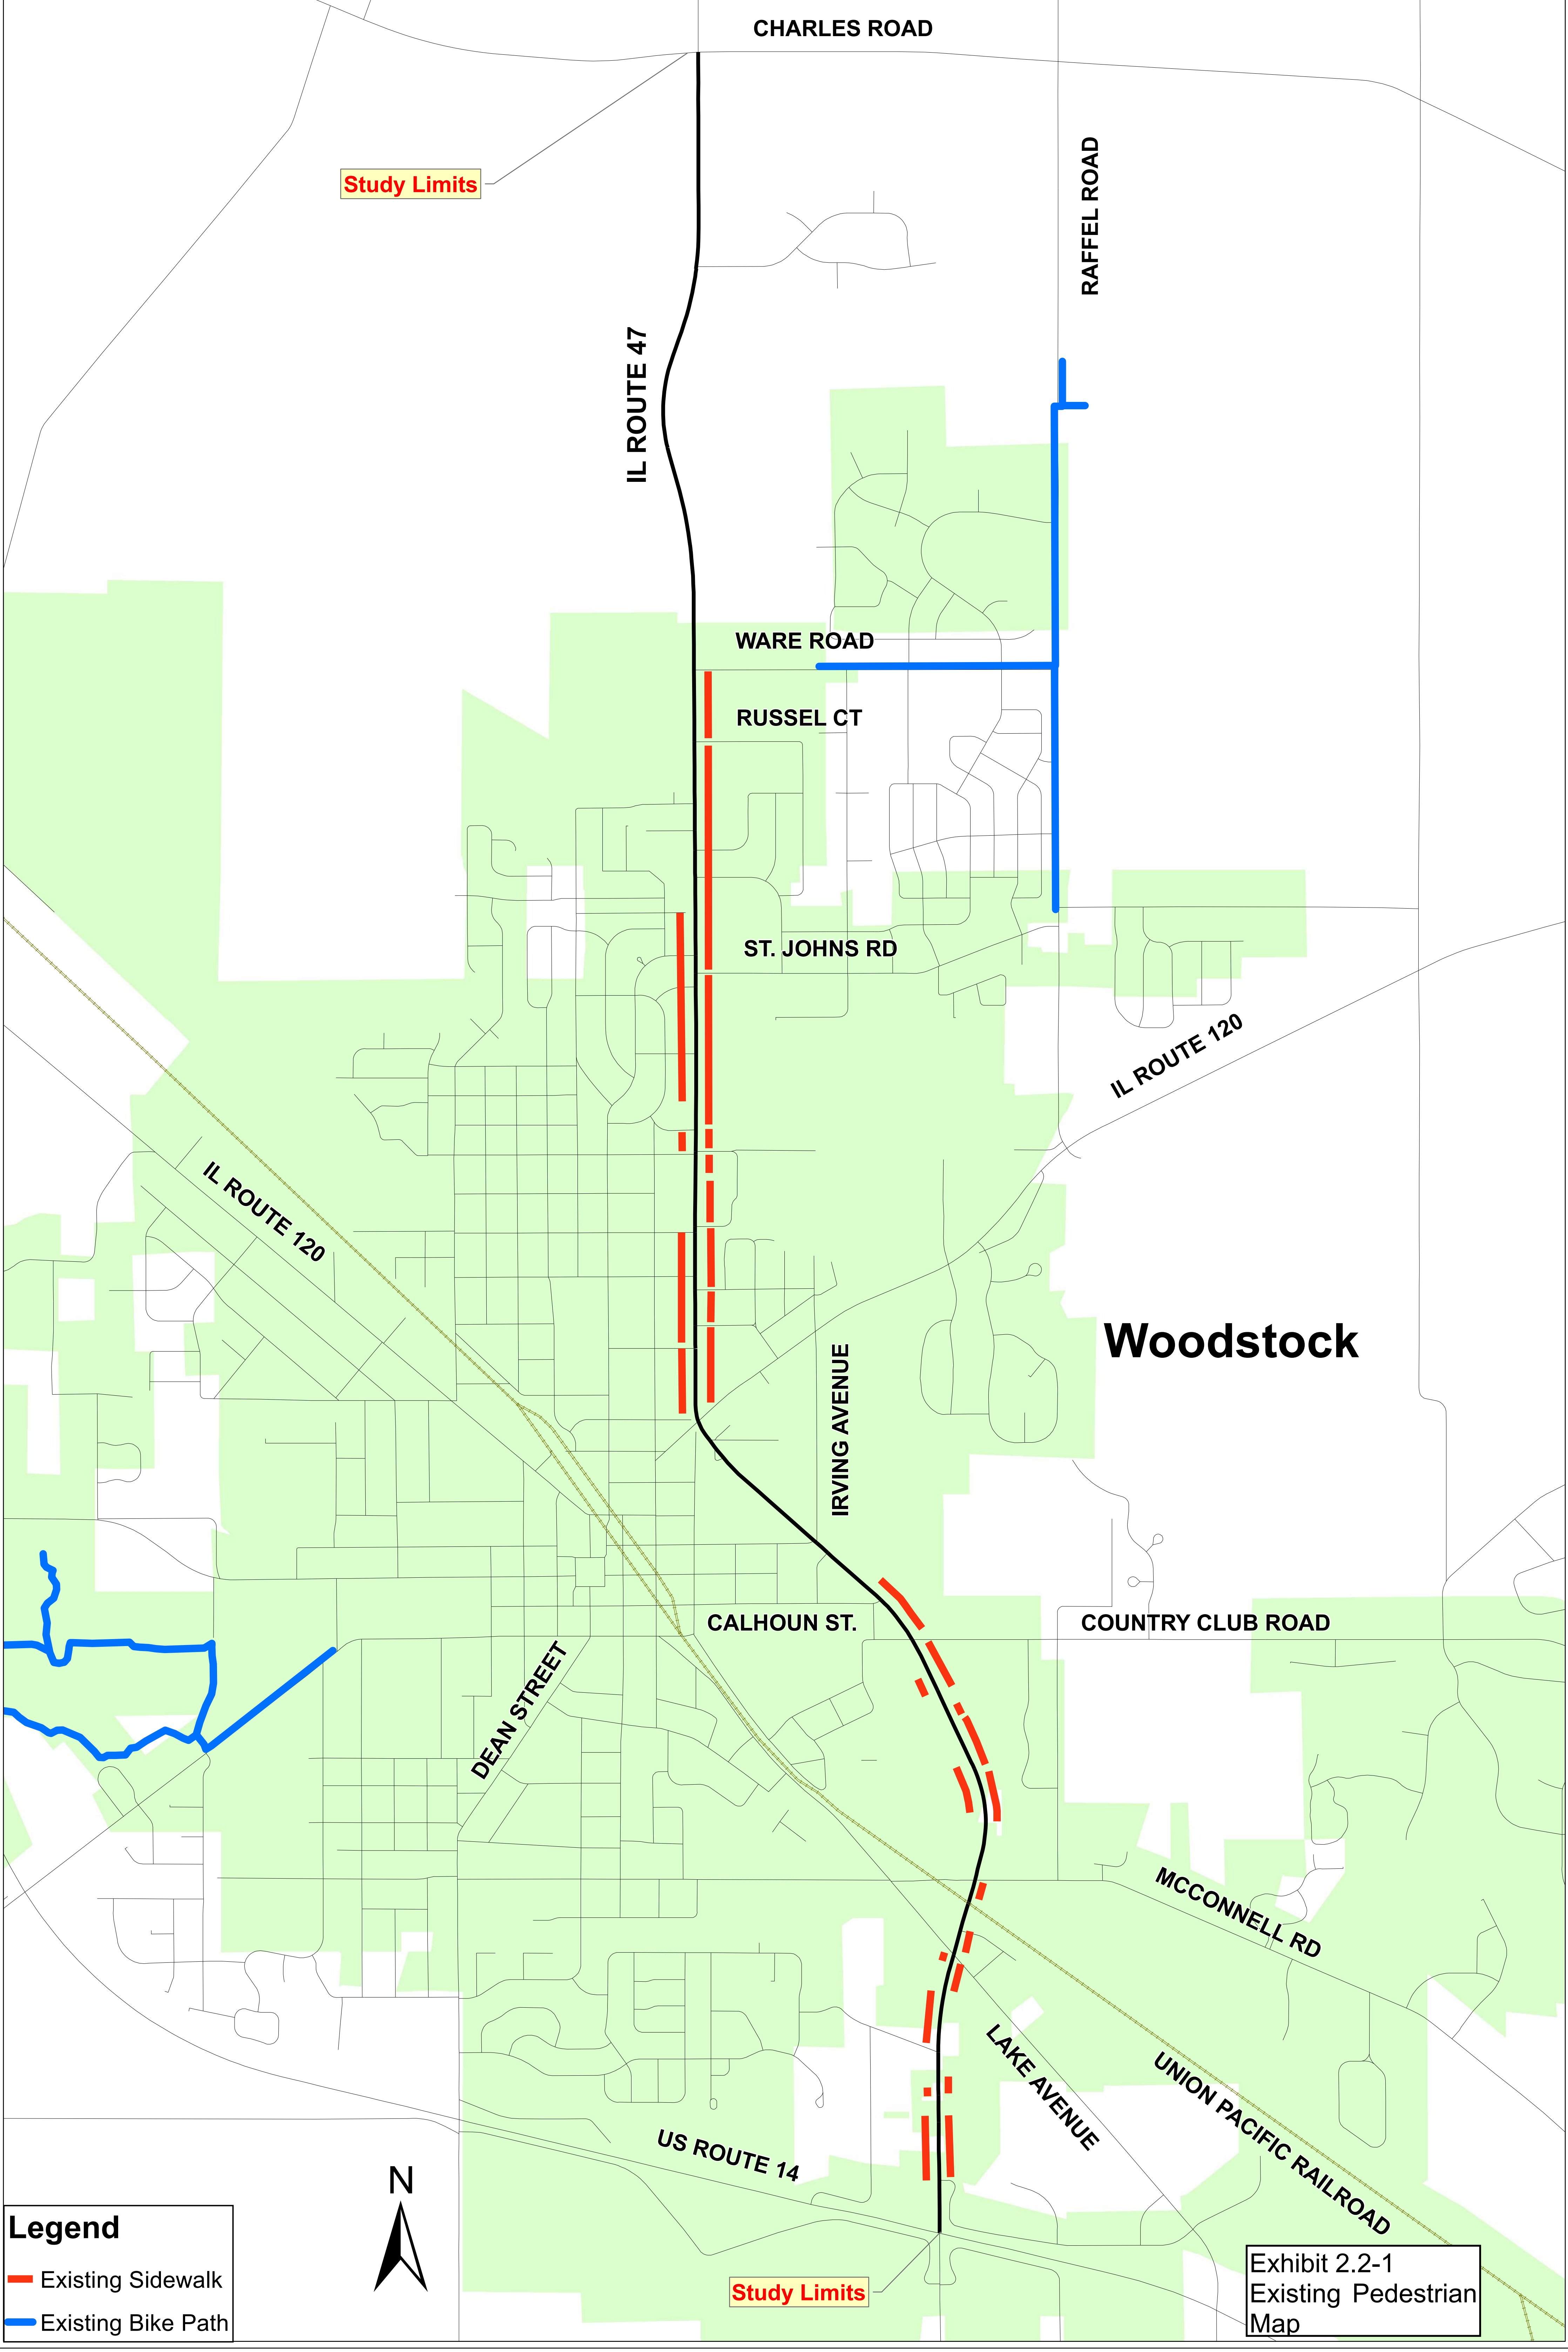 CHARLES ROAD
Study Limits
RAFFEL ROAD
IL ROUTE 47
WARE ROAD
RUSSEL CT
ST. JOHNS RD
IL ROUTE 120
IL ROUTE 120
Woodstock
IRVING AVENUE
CALHOUN ST.
COUNTRY CLUB ROAD
DEAN STREET
MCCONNELL RD
LAKE AVENUE
UNION PACIFIC RAILROAD
US ROUTE 14
N
Legend
Existing Sidewalk
Existing Bike Path
Study Limits
Exhibit 2.2-1
Existing Pedestrian
Map